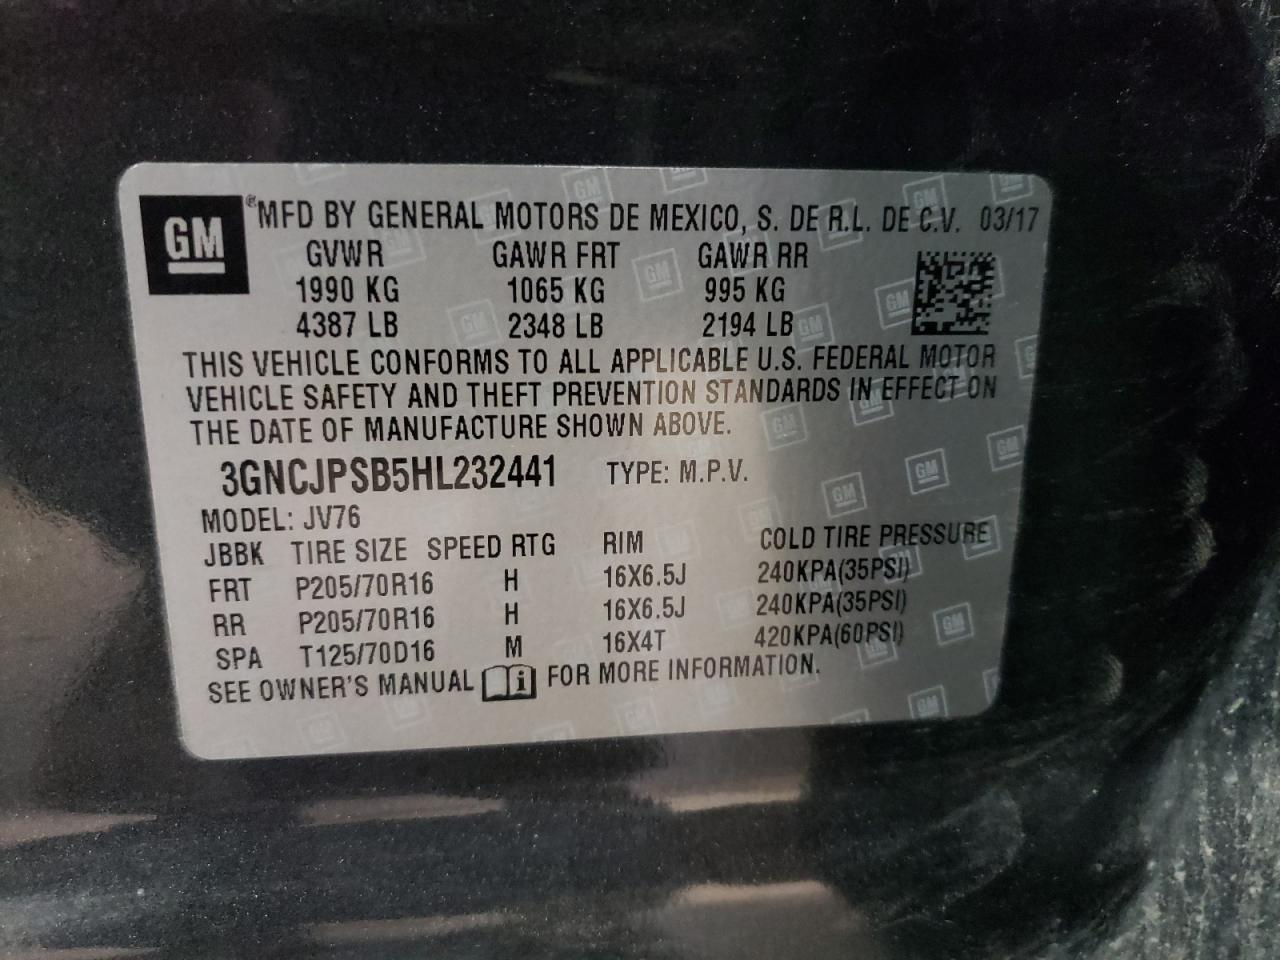 GM ® MFD BY GENERAL MOTORS DE MEXICO, S. DE R.L. DE C.V. 03/17
GVWR GAWR FRT GAWR RR
1990 KG 1065 KG 995 KG
4387 LB 2348 LB 2194 LB
THIS VEHICLE CONFORMS TO ALL APPLICABLE U.S. FEDERAL MOTOR
VEHICLE SAFETY AND THEFT PREVENTION STANDARDS IN EFFECT ON
THE DATE OF MANUFACTURE SHOWN ABOVE.
3GNCJPSB5HL232441 TYPE: M.P.V.
MODEL: JV76
JBBK TIRE SIZE SPEED RTG RIM COLD TIRE PRESSURE
FRT P205/70R16 H 16X6.5J 240KPA(35PSI)
RR P205/70R16 H 16X6.5J 240KPA(35PSI)
SPA T125/70D16 M 16X4T 420KPA(60PSI)
SEE OWNER'S MANUAL i FOR MORE INFORMATION.